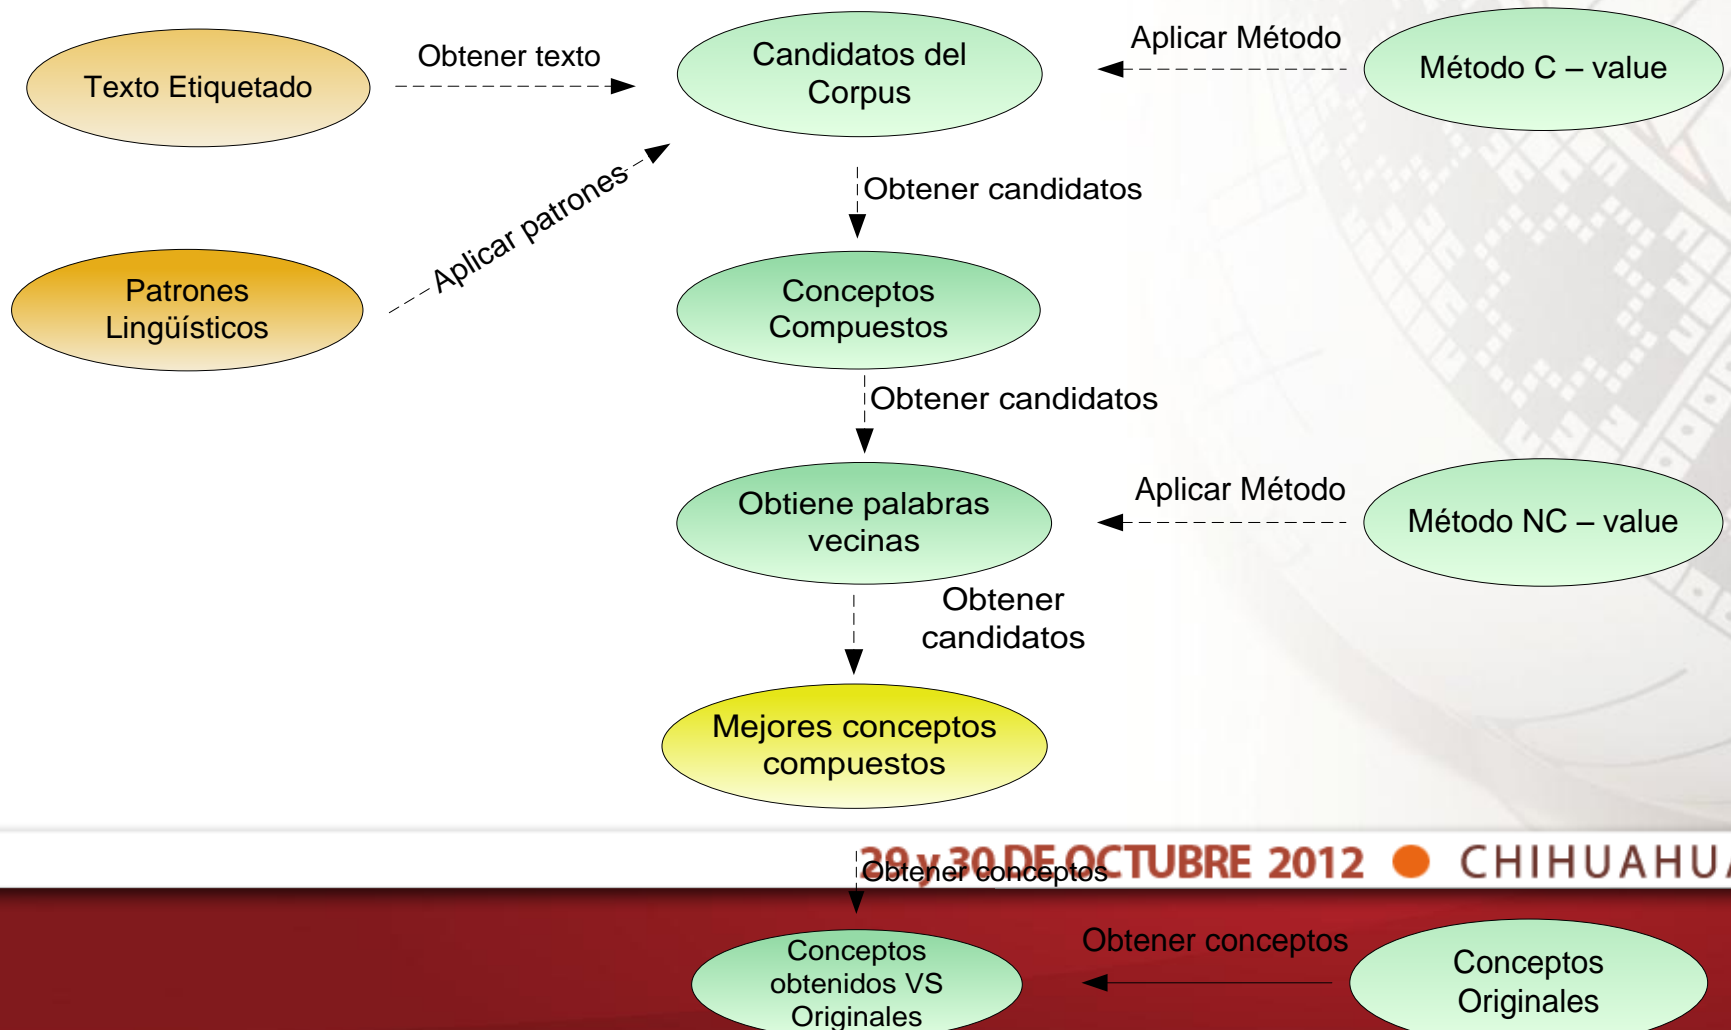 Texto Etiquetado
Obtener texto
Candidatos del
Corpus
Aplicar Método
Método C – value
Aplicar patrones
Obtener candidatos
Patrones
Lingüísticos
Conceptos
Compuestos
Obtener candidatos
Obtiene palabras
vecinas
Aplicar Método
Método NC – value
Obtener
candidatos
Mejores conceptos
compuestos
29 y 30 DE OCTUBRE 2012 ● CHIHUAHUA
Obtener conceptos
Conceptos
obtenidos VS
Originales
Obtener conceptos
Conceptos
Originales